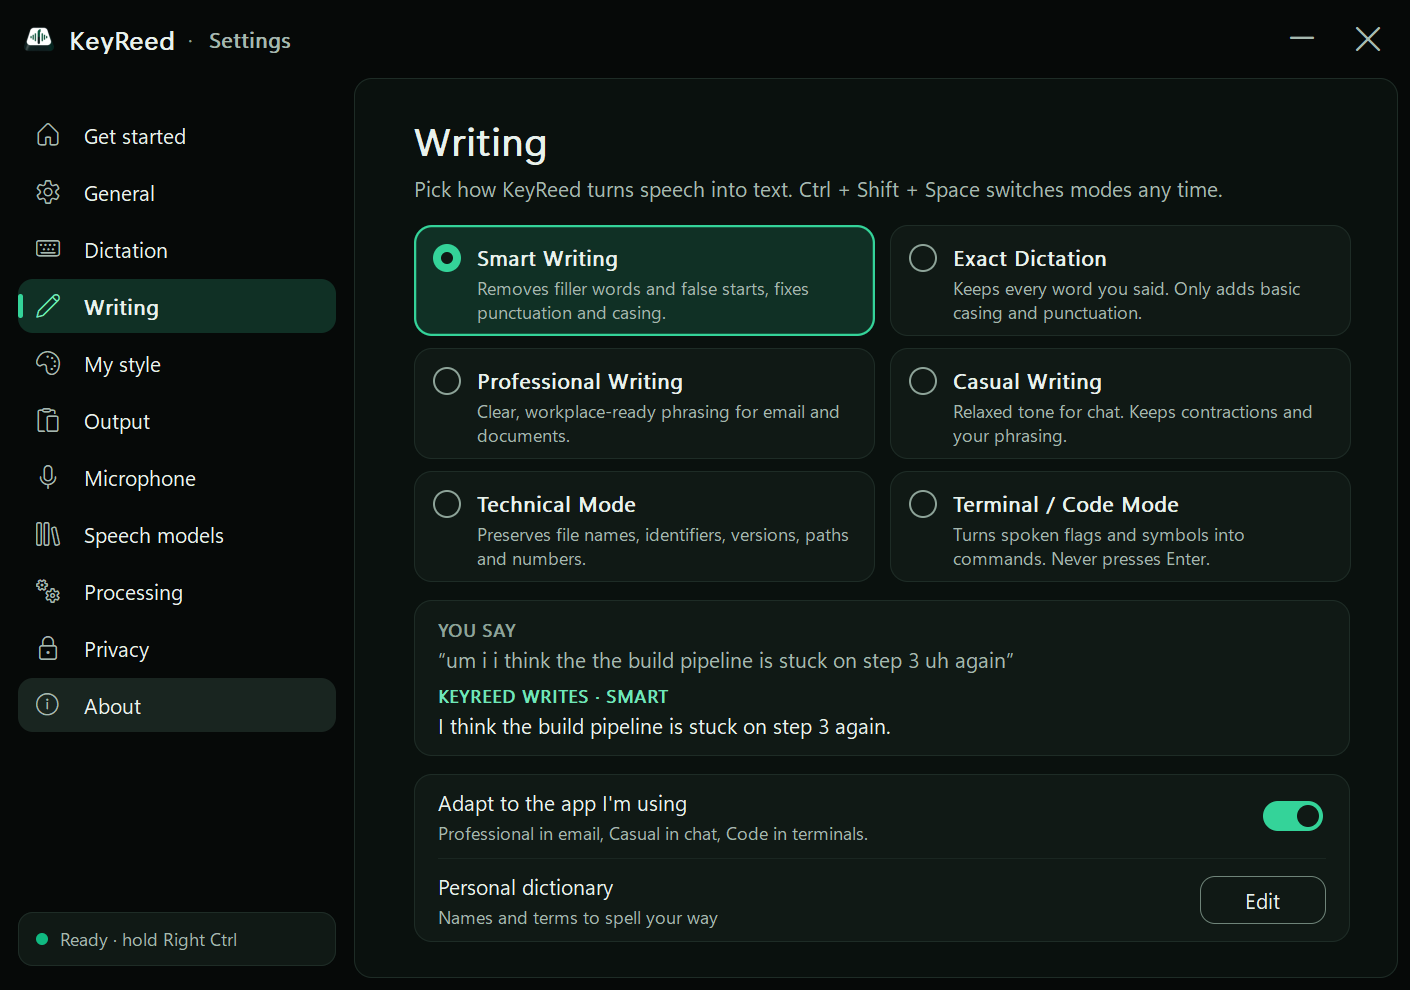 KeyReed · Settings
Get started
General
Dictation
Writing
My style
Output
Microphone
Speech models
Processing
Privacy
About
Ready · hold Right Ctrl
Writing
Pick how KeyReed turns speech into text. Ctrl + Shift + Space switches modes any time.
Smart Writing
Removes filler words and false starts, fixes
punctuation and casing.
Exact Dictation
Keeps every word you said. Only adds basic
casing and punctuation.
Professional Writing
Clear, workplace-ready phrasing for email and
documents.
Casual Writing
Relaxed tone for chat. Keeps contractions and
your phrasing.
Technical Mode
Preserves file names, identifiers, versions, paths
and numbers.
Terminal / Code Mode
Turns spoken flags and symbols into
commands. Never presses Enter.
YOU SAY
“um i i think the the build pipeline is stuck on step 3 uh again”
KEYREED WRITES · SMART
I think the build pipeline is stuck on step 3 again.
Adapt to the app I'm using
Professional in email, Casual in chat, Code in terminals.
Personal dictionary
Names and terms to spell your way
Edit